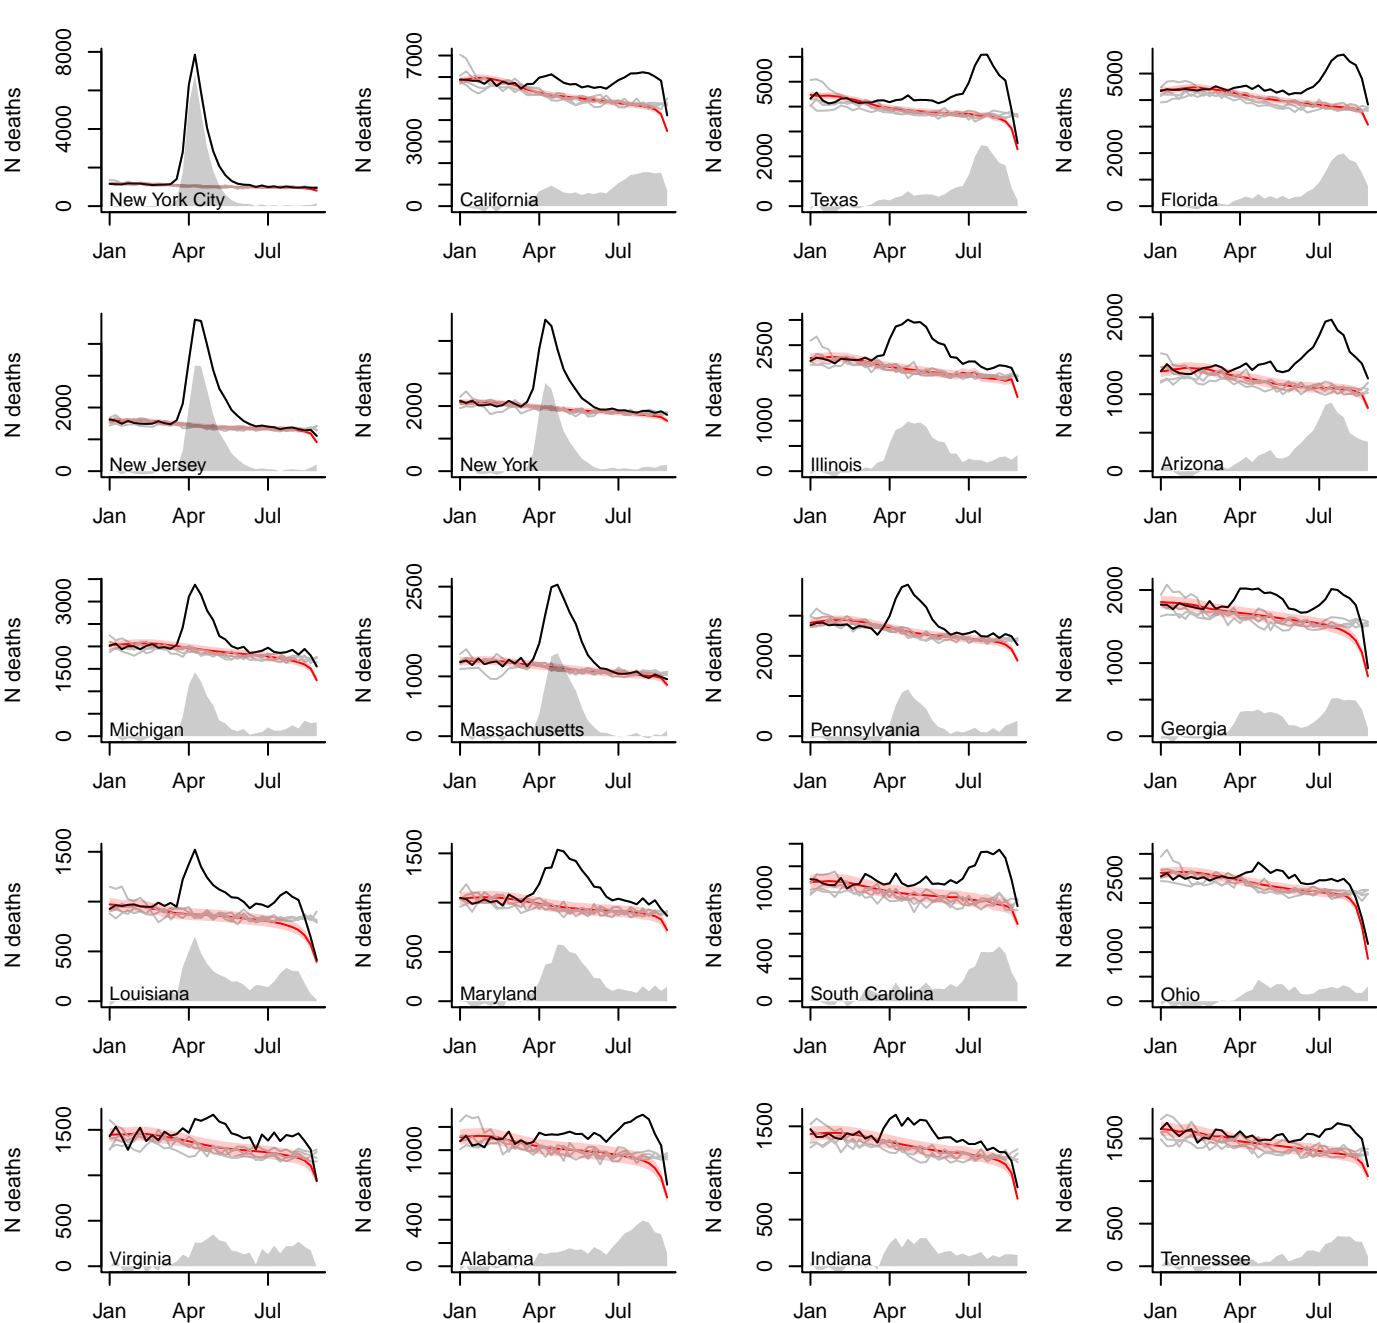 N deaths
0 4000 8000
New York City
Jan Apr Jul
N deaths
0 3000 7000
California
Jan Apr Jul
N deaths
0 2000 5000
Texas
Jan Apr Jul
N deaths
0 2000 5000
Florida
Jan Apr Jul
N deaths
0 2000
New Jersey
Jan Apr Jul
N deaths
0 2000
New York
Jan Apr Jul
N deaths
0 1000 2500
Illinois
Jan Apr Jul
N deaths
0 1000 2000
Arizona
Jan Apr Jul
N deaths
0 1500 3000
Michigan
Jan Apr Jul
N deaths
0 1000 2500
Massachusetts
Jan Apr Jul
N deaths
0 2000
Pennsylvania
Jan Apr Jul
N deaths
0 1000 2000
Georgia
Jan Apr Jul
N deaths
0 500 1500
Louisiana
Jan Apr Jul
N deaths
0 500 1500
Maryland
Jan Apr Jul
N deaths
0 400 1000
South Carolina
Jan Apr Jul
N deaths
0 1000 2500
Ohio
Jan Apr Jul
N deaths
0 500 1500
Virginia
Jan Apr Jul
N deaths
0 400 1000
Alabama
Jan Apr Jul
N deaths
0 500 1500
Indiana
Jan Apr Jul
N deaths
0 500 1500
Tennessee
Jan Apr Jul